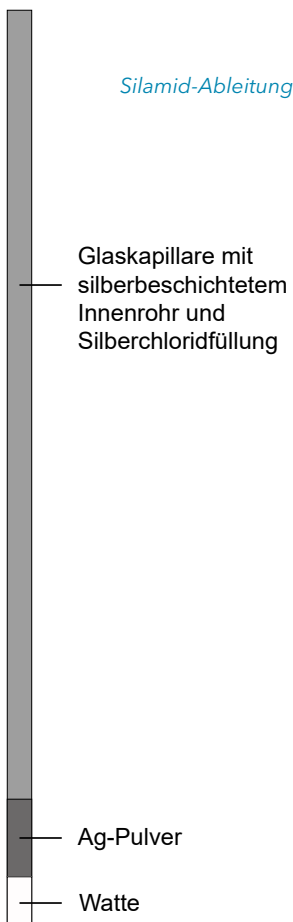 Silamid-Ableitung
Glaskapillare mit
silberbeschichtetem
Innenrohr und
Silberchloridfüllung
Ag-Pulver
Watte